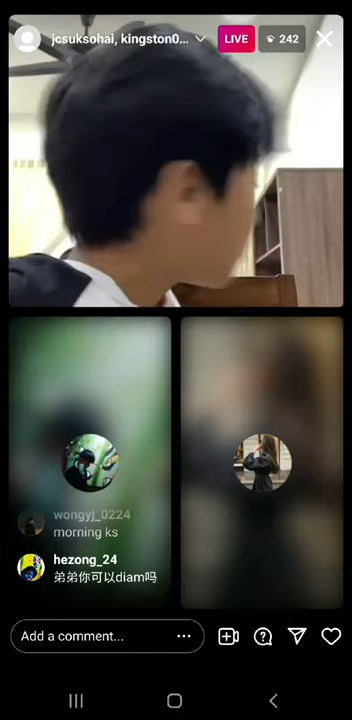 jcsuksohai, kingston0...
LIVE
242
wongyj_0224
morning ks
hezong_24
弟弟你可以diam吗
Add a comment...